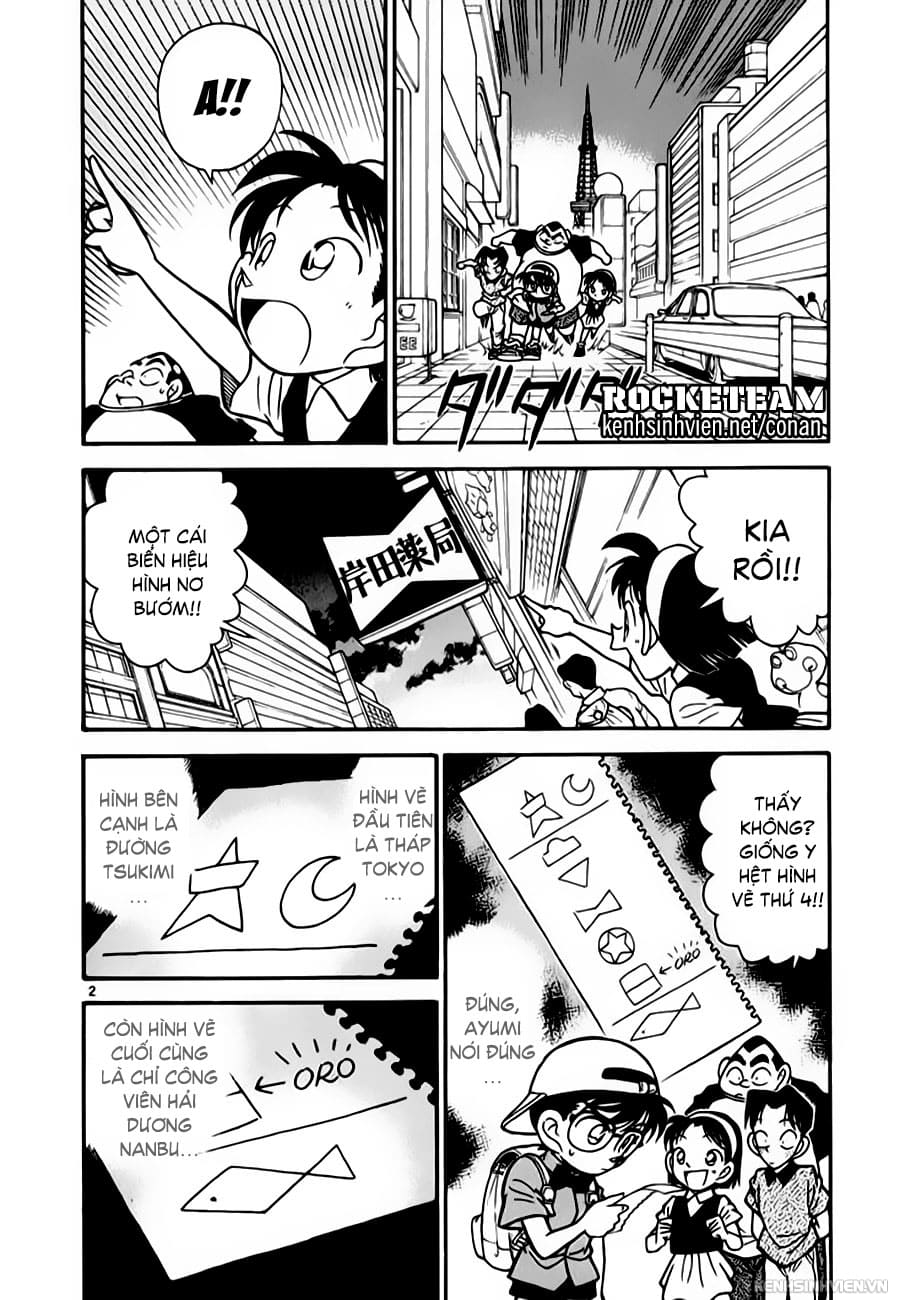 A!!
EE
ダダダ
ROCKETEAM
kenhsinhvien.net/conan
MỘT CÁI
BIỂN HIỆU
HÌNH NƠ
BƯỚM!!
岸田薬局
KIA
RỒI!!
HÌNH BÊN
CẠNH LÀ
ĐƯỜNG
TSUKIMI
...
HÌNH VẼ
ĐẦU TIÊN
LÀ THÁP
TOKYO
...
THẤY
KHÔNG?
GIỐNG Y
HỆT HÌNH
VẼ THỨ 4!!
←ORO
ĐÚNG,
AYUMI
NÓI ĐÚNG
...
2
CÒN HÌNH VẼ
CUỐI CÙNG
LÀ CHỈ CÔNG
VIÊN HẢI
DƯƠNG
NANBU...
← ORO
KENHSINHVIEN.VN